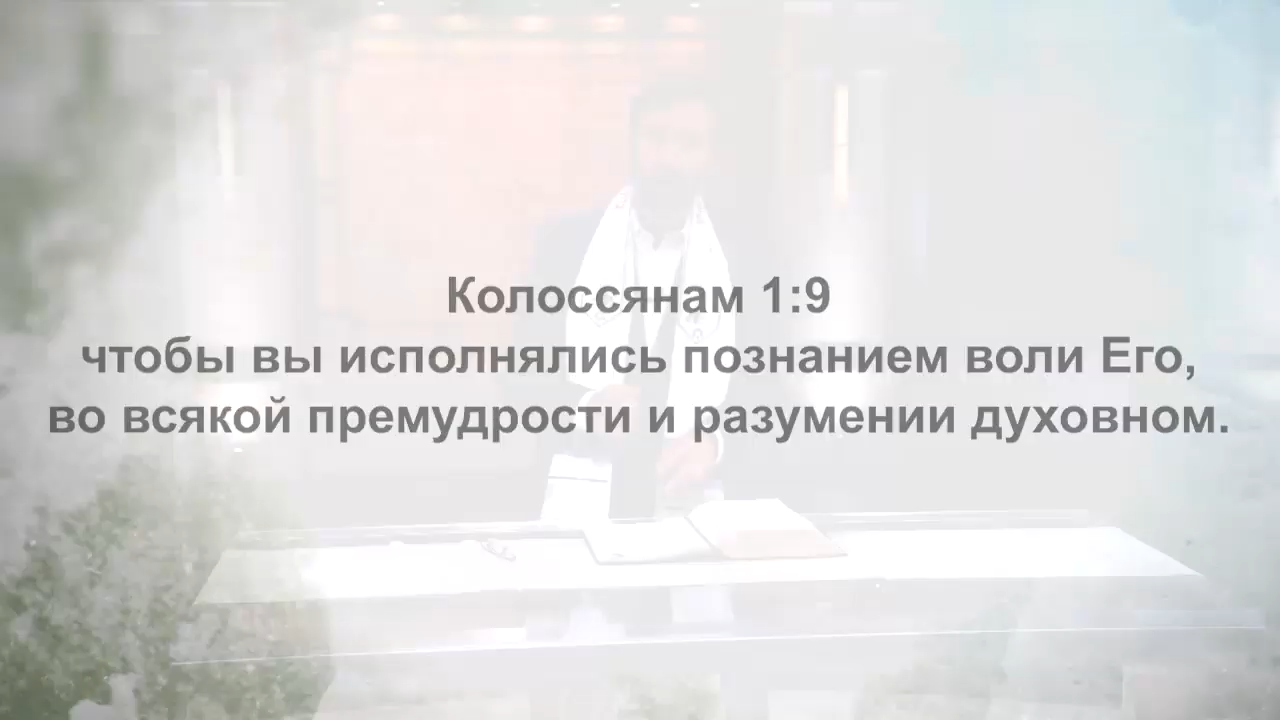 Колоссянам 1:9
чтобы вы исполнялись познанием воли Его,
во всякой премудрости и разумении духовном.